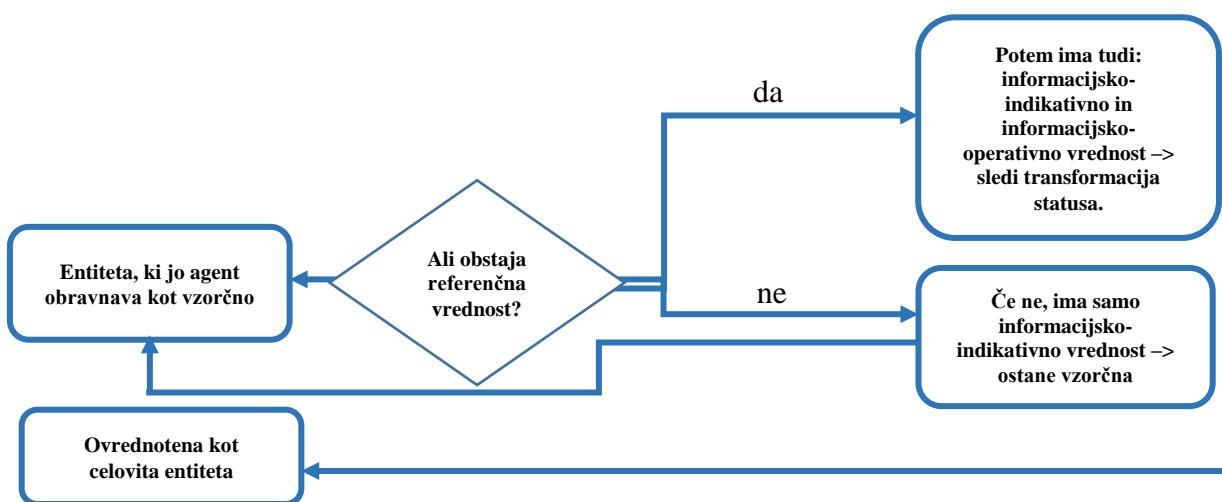 Entiteta, ki jo agent
obravnava kot vzorčno
Ali obstaja
referenčna
vrednost?
da
Potem ima tudi:
informacijsko-
indikativno in
informacijsko-
operativno vrednost –>
sledi transformacija
statusa.
ne
Če ne, ima samo
informacijsko-
indikativno vrednost –>
ostane vzorčna
Ovrednotena kot
celovita entiteta